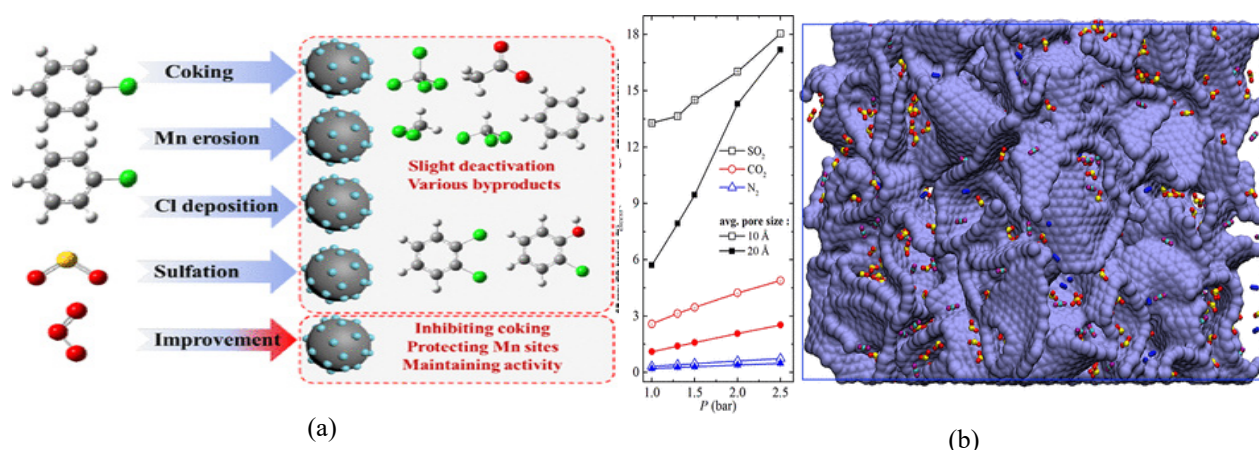 Coking
Mn erosion
Cl deposition
Sulfation
Improvement
Slight deactivation
Various byproducts
Inhibiting coking
Protecting Mn sites
Maintaining activity
(a)
18
15
12
9
6
3
0
SO2
CO2
N2
avg. pore size :
10 Å
20 Å
1.0 1.5 2.0 2.5
P (bar)
(b)